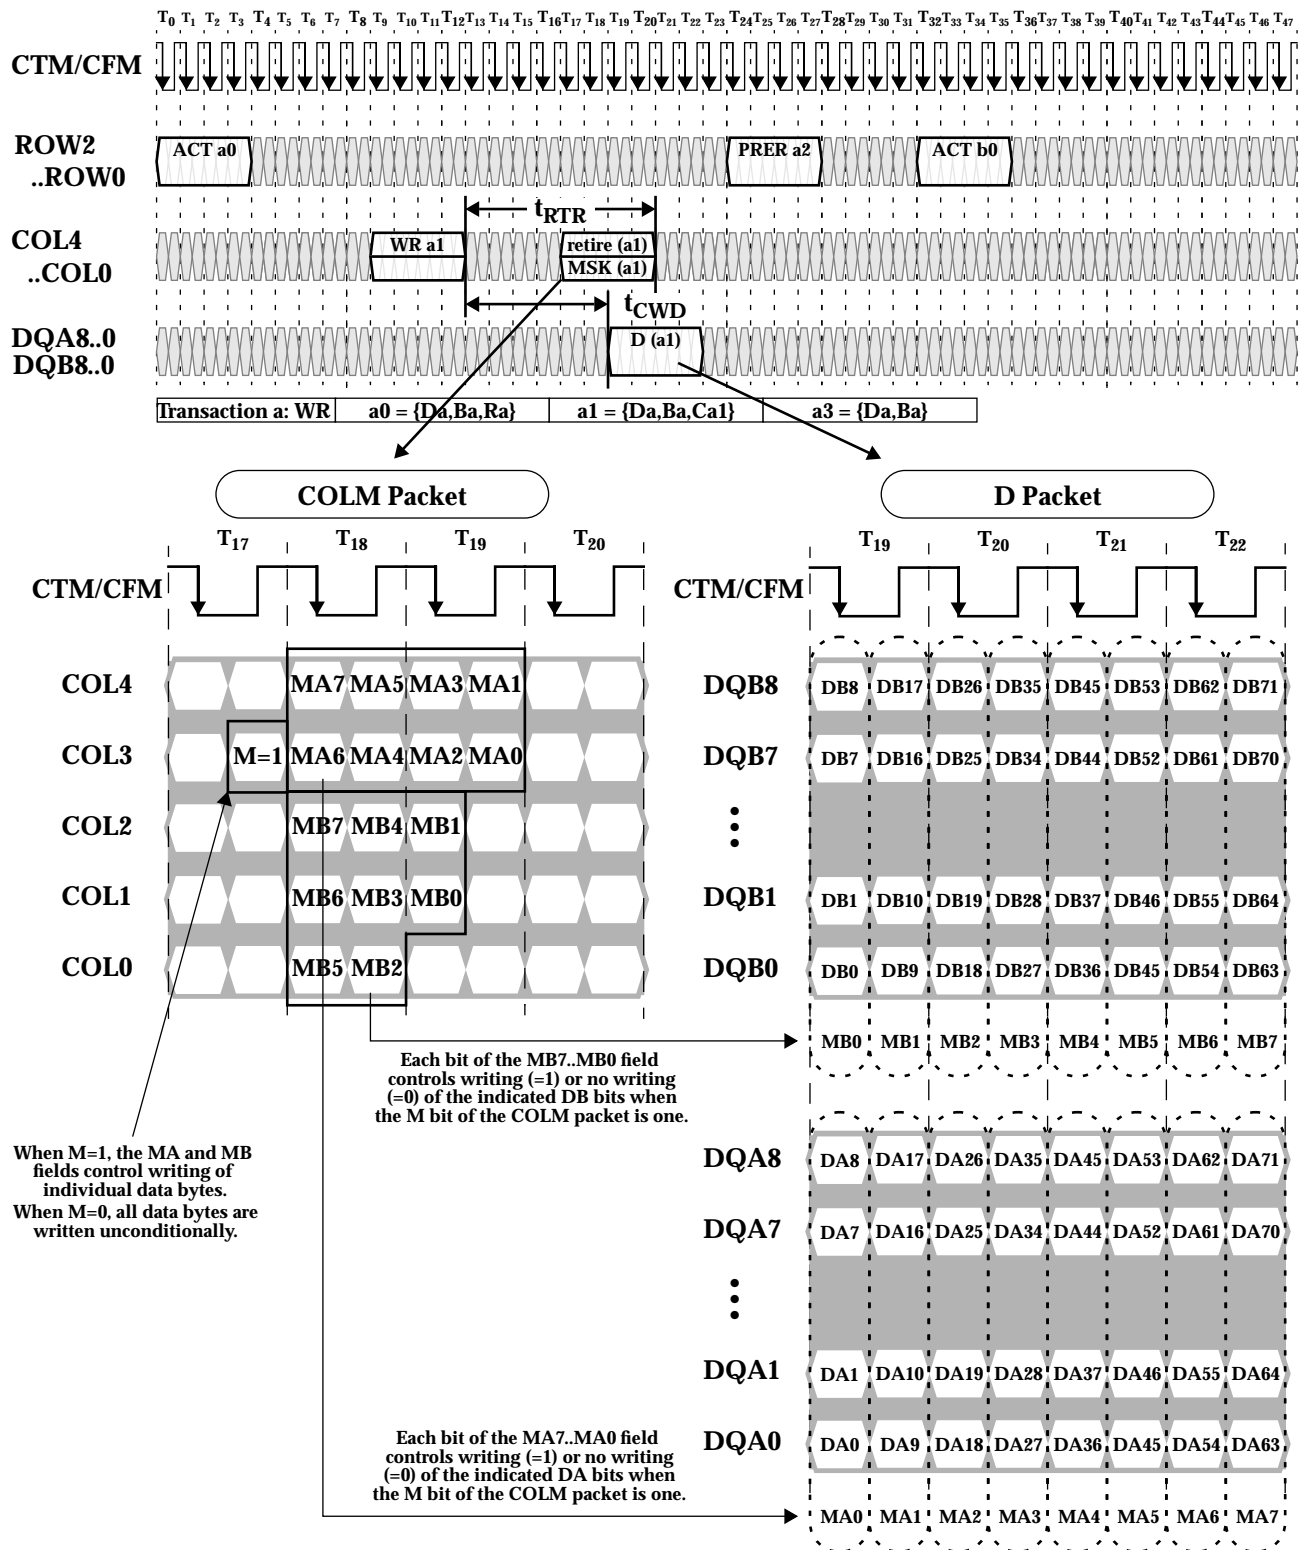 T0 T1 T2 T3 T4 T5 T6 T7 T8 T9 T10 T11 T12 T13 T14 T15 T16 T17 T18 T19 T20 T21 T22 T23 T24 T25 T26 T27 T28 T29 T30 T31 T32 T33 T34 T35 T36 T37 T38 T39 T40 T41 T42 T43 T44 T45 T46 T47
CTM/CFM
ROW2
..ROW0
ACT a0
PRER a2
ACT b0
tRTR
COL4
..COL0
WR a1
retire (a1)
MSK (a1)
tCWD
DQA8..0
DQB8..0
D (a1)
Transaction a: WR a0 = {Da,Ba,Ra} a1 = {Da,Ba,Ca1} a3 = {Da,Ba}
COLM Packet
T17 T18 T19 T20
CTM/CFM
COL4 MA7 MA5 MA3 MA1
COL3 M=1 MA6 MA4 MA2 MA0
COL2 MB7 MB4 MB1
COL1 MB6 MB3 MB0
COL0 MB5 MB2
Each bit of the MB7..MB0 field
controls writing (=1) or no writing
(=0) of the indicated DB bits when
the M bit of the COLM packet is one.
When M=1, the MA and MB
fields control writing of
individual data bytes.
When M=0, all data bytes are
written unconditionally.
Each bit of the MA7..MA0 field
controls writing (=1) or no writing
(=0) of the indicated DA bits when
the M bit of the COLM packet is one.
D Packet
T19 T20 T21 T22
CTM/CFM
DQB8 DB8 DB17 DB26 DB35 DB45 DB53 DB62 DB71
DQB7 DB7 DB16 DB25 DB34 DB44 DB52 DB61 DB70
DQB1 DB1 DB10 DB19 DB28 DB37 DB46 DB55 DB64
DQB0 DB0 DB9 DB18 DB27 DB36 DB45 DB54 DB63
MB0 MB1 MB2 MB3 MB4 MB5 MB6 MB7
DQA8 DA8 DA17 DA26 DA35 DA45 DA53 DA62 DA71
DQA7 DA7 DA16 DA25 DA34 DA44 DA52 DA61 DA70
DQA1 DA1 DA10 DA19 DA28 DA37 DA46 DA55 DA64
DQA0 DA0 DA9 DA18 DA27 DA36 DA45 DA54 DA63
MA0 MA1 MA2 MA3 MA4 MA5 MA6 MA7